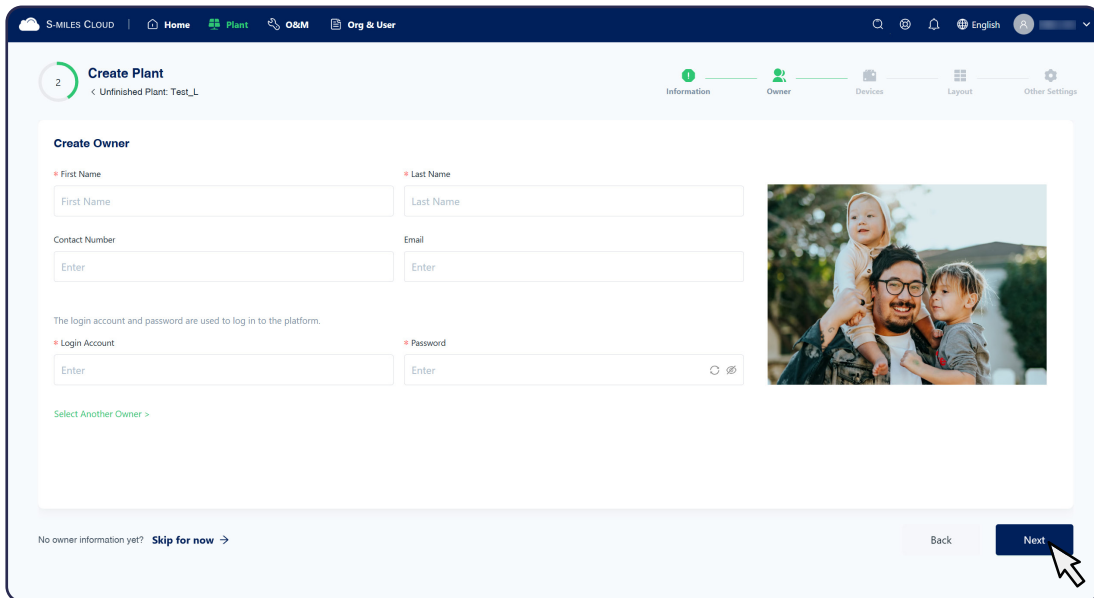 S-MILES CLOUD | Home Plant O&M Org & User English
2 Create Plant
< Unfinished Plant: Test_L
Information Owner Devices Layout Other Settings
Create Owner
* First Name * Last Name
First Name Last Name
Contact Number Email
Enter Enter
The login account and password are used to log in to the platform.
* Login Account * Password
Enter Enter
Select Another Owner >
No owner information yet? Skip for now → Back Next